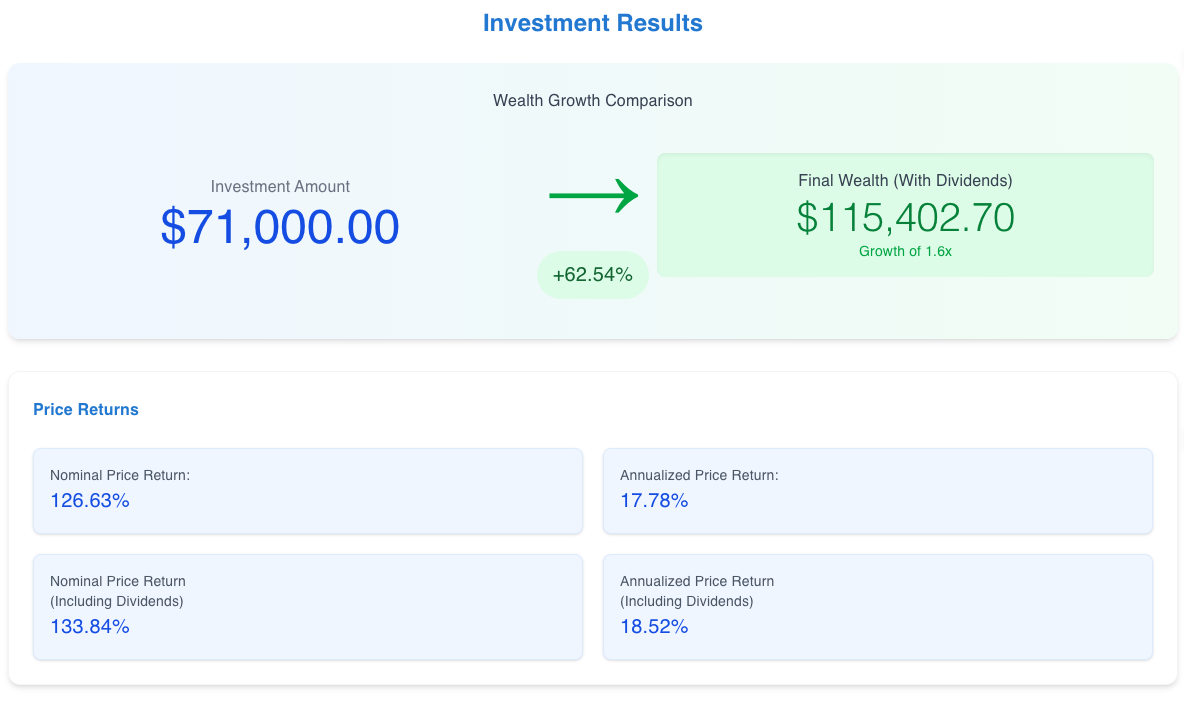 Investment Results
Wealth Growth Comparison
Investment Amount
$71,000.00
+62.54%
Final Wealth (With Dividends)
$115,402.70
Growth of 1.6x
Price Returns
Nominal Price Return:
126.63%
Annualized Price Return:
17.78%
Nominal Price Return
(Including Dividends)
133.84%
Annualized Price Return
(Including Dividends)
18.52%